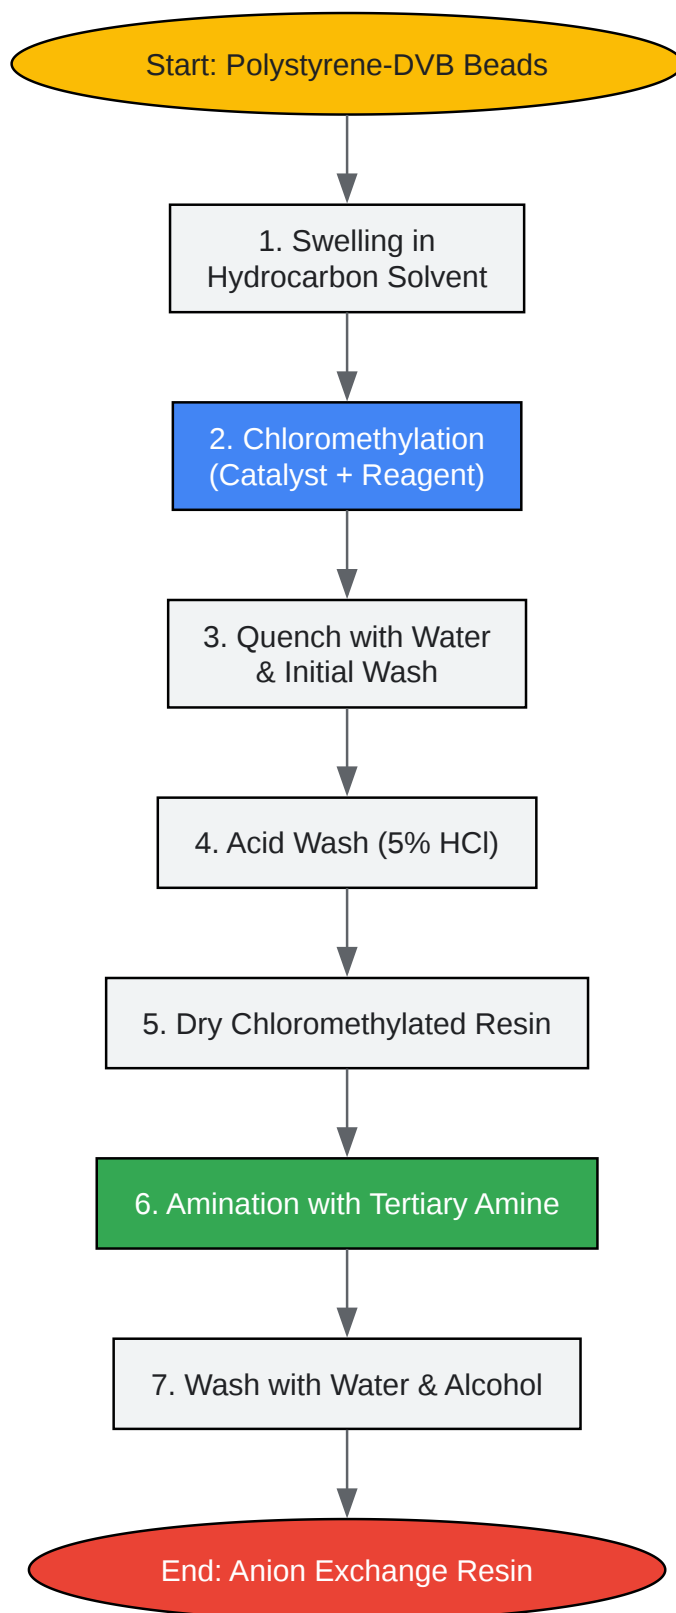 Start: Polystyrene-DVB Beads
1. Swelling in
Hydrocarbon Solvent
2. Chloromethylation
(Catalyst + Reagent)
3. Quench with Water
& Initial Wash
4. Acid Wash (5% HCl)
5. Dry Chloromethylated Resin
6. Amination with Tertiary Amine
7. Wash with Water & Alcohol
End: Anion Exchange Resin